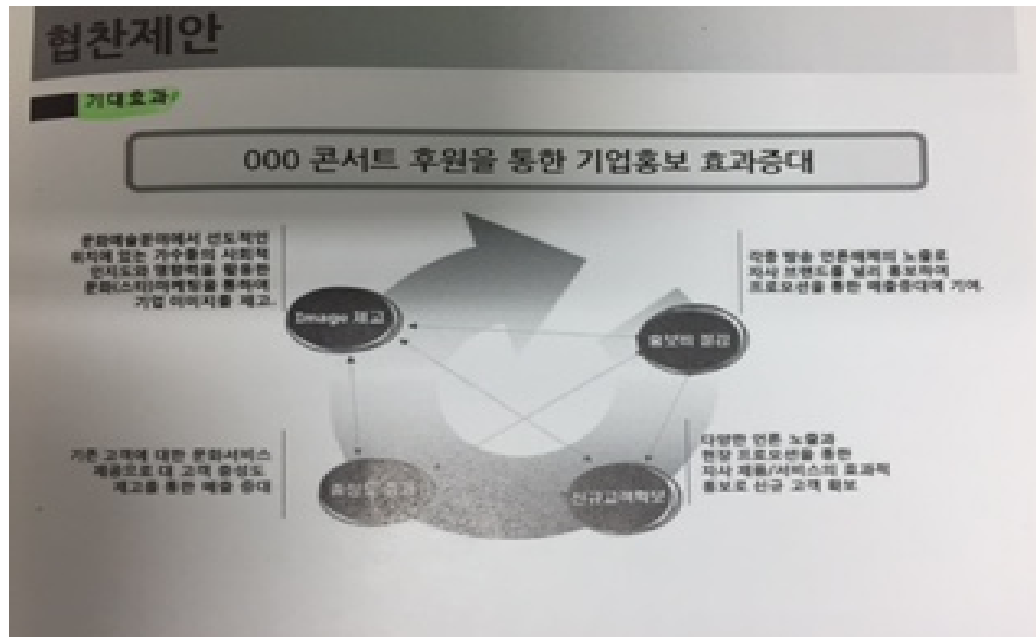 협찬제안
기대효과
000 콘서트 후원을 통한 기업홍보 효과증대
문화예술분야에서 선도적인
위치에 있는 가수들의 사회적
인지도와 영향력을 활용한
문화(스타)마케팅을 통하여
기업 이미지를 제고.
각종 방송 언론매체의 노출로
자사 브랜드를 널리 홍보하여
프로모션을 통한 매출증대에 기여.
Image 제고
홍보비 절감
기존 고객에 대한 문화서비스
제공으로 대 고객 충성도
제고를 통한 매출 증대
다양한 언론 노출과
현장 프로모션을 통한
자사 제품/서비스의 효과적
홍보로 신규 고객 확보
충성도
신규고객확보